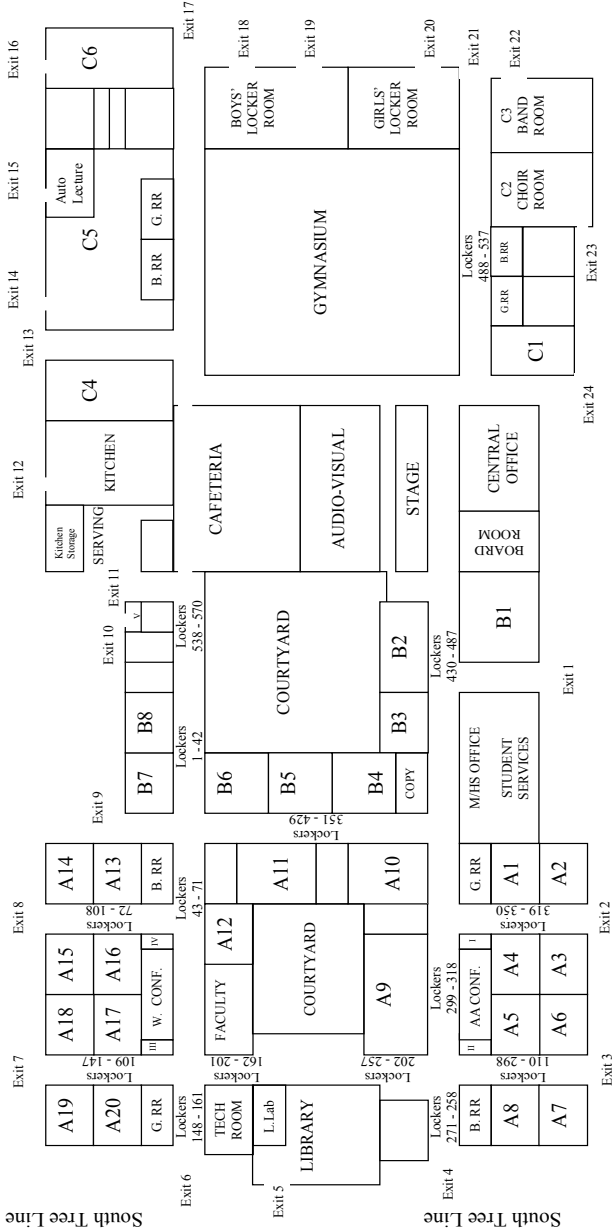 Exit 16
Exit 17
Exit 18
Exit 19
Exit 20
Exit 21
Exit 22
C6
BOYS'
LOCKER
ROOM
GIRLS'
LOCKER
ROOM
C3
BAND
ROOM
Exit 15
Auto
Lecture
C5
G. RR
B. RR
Exit 14
GYMNASIUM
C2
CHOIR
ROOM
Lockers
488 - 537
B.RR
G.RR
Exit 23
C1
Exit 13
C4
Exit 24
Exit 12
KITCHEN
Kitchen
Storage
SERVING
CAFETERIA
AUDIO-VISUAL
STAGE
CENTRAL
OFFICE
BOARD
ROOM
Exit 11
Exit 10
V
Lockers
538 - 570
COURTYARD
B2
Lockers
430 - 487
B1
Exit 1
B8
B7
Lockers
1 - 42
B3
B6
B5
B4
COPY
M/HS OFFICE
STUDENT
SERVICES
Exit 9
Lockers
351 - 429
Exit 8
A14
A13
B. RR
Lockers
43 - 71
A11
A10
G. RR
A1
A2
Lockers
72 - 108
Lockers
319 - 350
Exit 2
A15
A16
IV
A18
A17
III
W. CONF.
A12
FACULTY
COURTYARD
A9
Lockers
299 - 318
I
AA CONF.
II
A4
A3
A5
A6
Exit 7
Lockers
109 - 147
162 - 201
202 - 257
Lockers
110 - 298
Exit 3
A19
A20
G. RR
Lockers
148 - 161
TECH
ROOM
L.Lab
LIBRARY
Lockers
271 - 258
B. RR
A8
A7
Exit 6
Exit 5
Exit 4
South Tree Line
South Tree Line